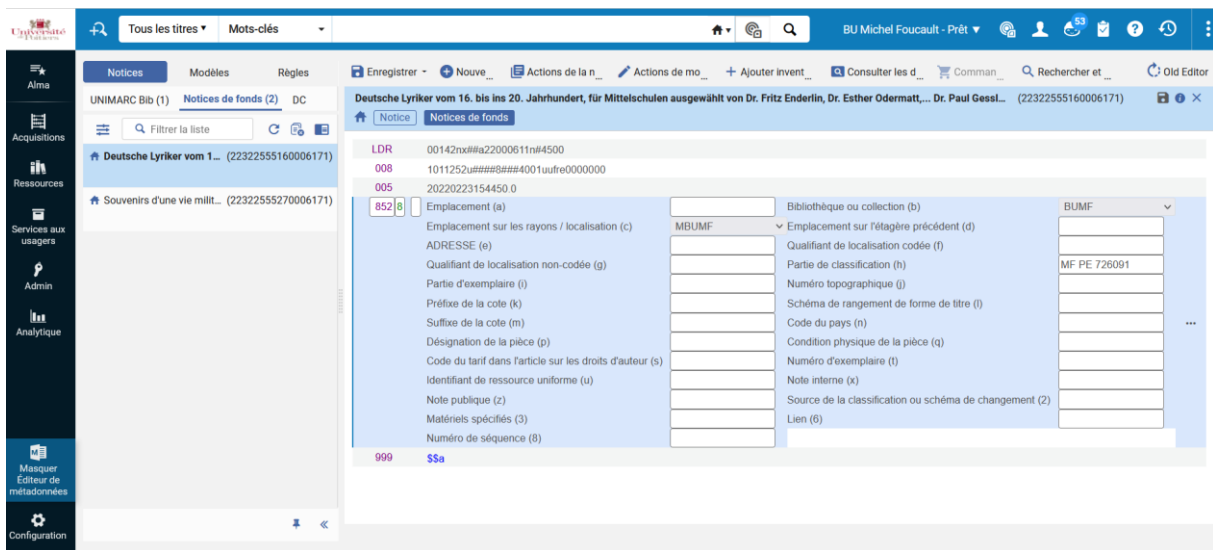 Université
de Poitiers
Tous les titres
Mots-clés
BU Michel Foucault - Prêt
53
Alma
Acquisitions
Ressources
Services aux
usagers
Admin
Analytique
Masquer
Éditeur de
métadonnées
Configuration
Notices Modèles Règles
UNIMARC Bib (1) Notices de fonds (2) DC
Filtrer la liste
Deutsche Lyriker vom 1... (22322555160006171)
Souvenirs d'une vie milit... (22322555270006171)
Enregistrer Nouve... Actions de la n... Actions de mo... Ajouter invent... Consulter les d... Comman... Rechercher et ... Old Editor
Deutsche Lyriker vom 16. bis ins 20. Jahrhundert, für Mittelschulen ausgewählt von Dr. Fritz Enderlin, Dr. Esther Odermatt,... Dr. Paul Gessl... (22322555160006171)
Notice Notices de fonds
LDR 00142nx##a22000611n#4500
008 1011252u####8###4001uufre0000000
005 20220223154450.0
852 8 Emplacement (a) Bibliothèque ou collection (b) BUMF
Emplacement sur les rayons / localisation (c) MBUMF Emplacement sur l'étagère précédent (d)
ADRESSE (e) Qualifiant de localisation codée (f)
Qualifiant de localisation non-codée (g) Partie de classification (h) MF PE 726091
Partie d'exemplaire (i) Numéro topographique (j)
Préfixe de la cote (k) Schéma de rangement de forme de titre (l)
Suffixe de la cote (m) Code du pays (n)
Désignation de la pièce (p) Condition physique de la pièce (q)
Code du tarif dans l'article sur les droits d'auteur (s) Numéro d'exemplaire (t)
Identifiant de ressource uniforme (u) Note interne (x)
Note publique (z) Source de la classification ou schéma de changement (2)
Matériels spécifiés (3) Lien (6)
Numéro de séquence (8)
999 $$a